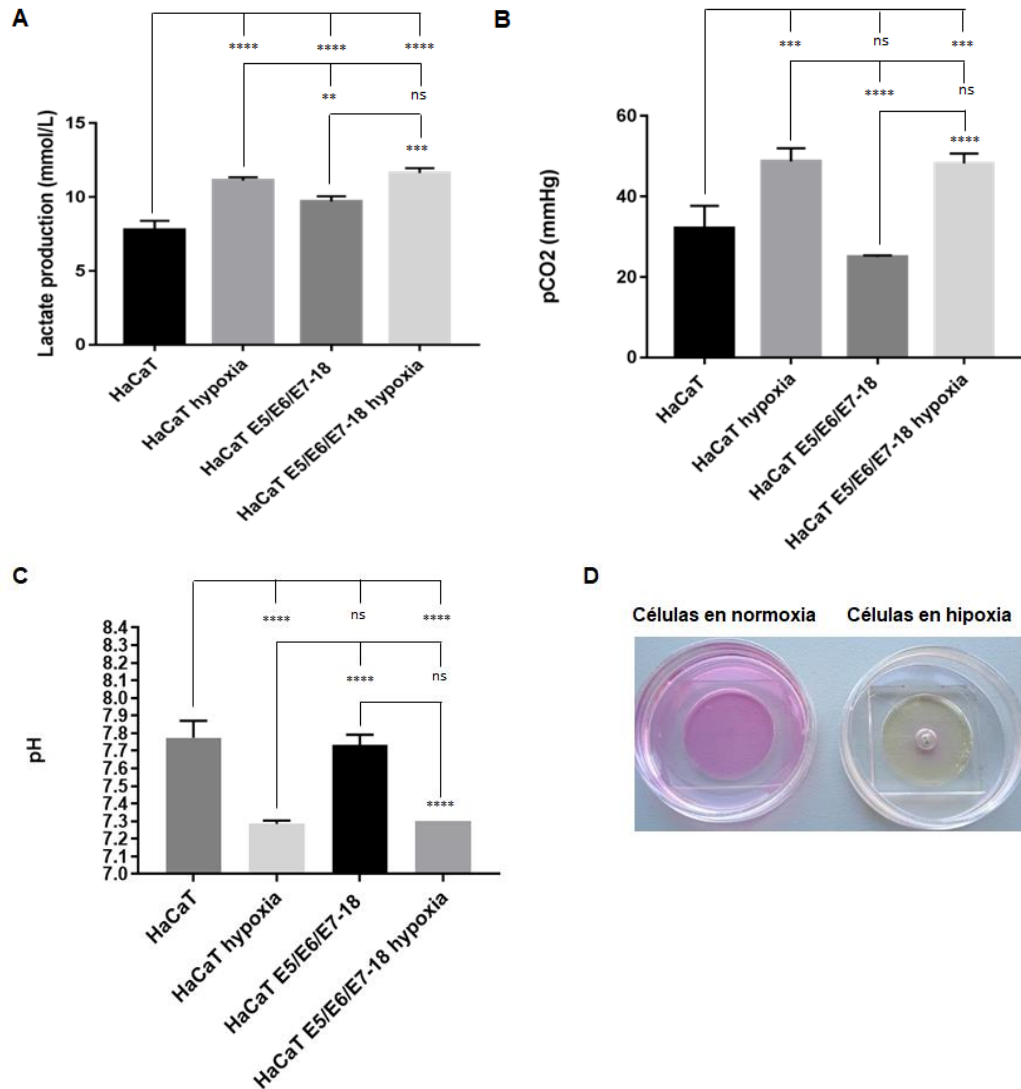 A
****
****
****
**
ns
***
Lactate production (mmol/L)
15
10
5
0
HaCaT
HaCaT hypoxia
HaCaT E5/E6/E7-18
HaCaT E5/E6/E7-18 hypoxia
B
***
ns
***
****
ns
****
pCO2 (mmHg)
60
40
20
0
HaCaT
HaCaT hypoxia
HaCaT E5/E6/E7-18
HaCaT E5/E6/E7-18 hypoxia
C
****
ns
****
****
ns
****
pH
8.4
8.3
8.2
8.1
8.0
7.9
7.8
7.7
7.6
7.5
7.4
7.3
7.2
7.1
7.0
HaCaT
HaCaT hypoxia
HaCaT E5/E6/E7-18
HaCaT E5/E6/E7-18 hypoxia
D
Células en normoxia
Células en hipoxia